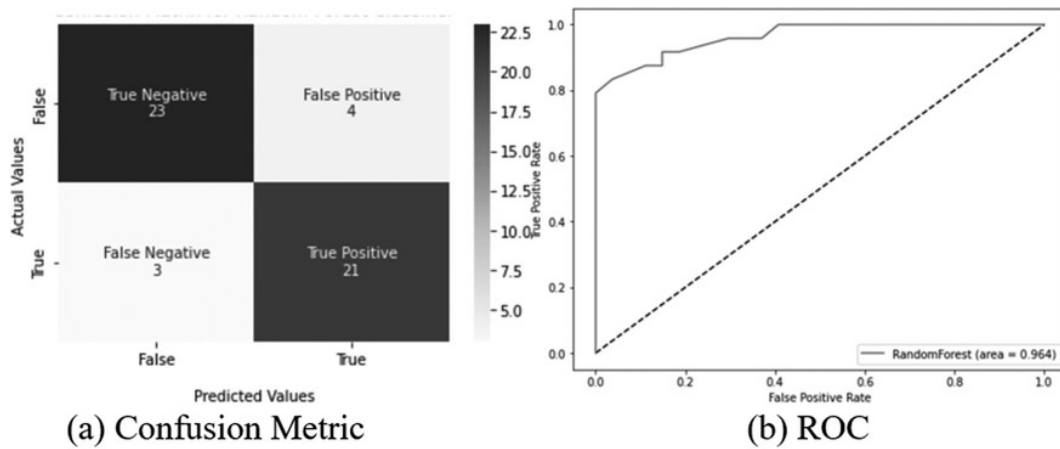 22.5
20.0
17.5
15.0
12.5
10.0
7.5
5.0
Actual Values
False
True
True Negative
23
False Positive
4
False Negative
3
True Positive
21
False
True
Predicted Values
(a) Confusion Metric
1.0
0.8
0.6
0.4
0.2
0.0
True Positive Rate
RandomForest (area = 0.964)
0.0
0.2
0.4
0.6
0.8
1.0
False Positive Rate
(b) ROC